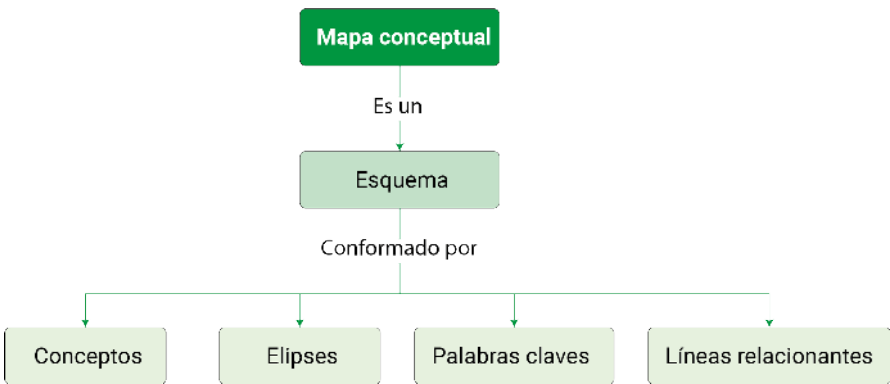 Mapa conceptual
Es un
Esquema
Conformado por
Conceptos
Elipses
Palabras claves
Líneas relacionantes